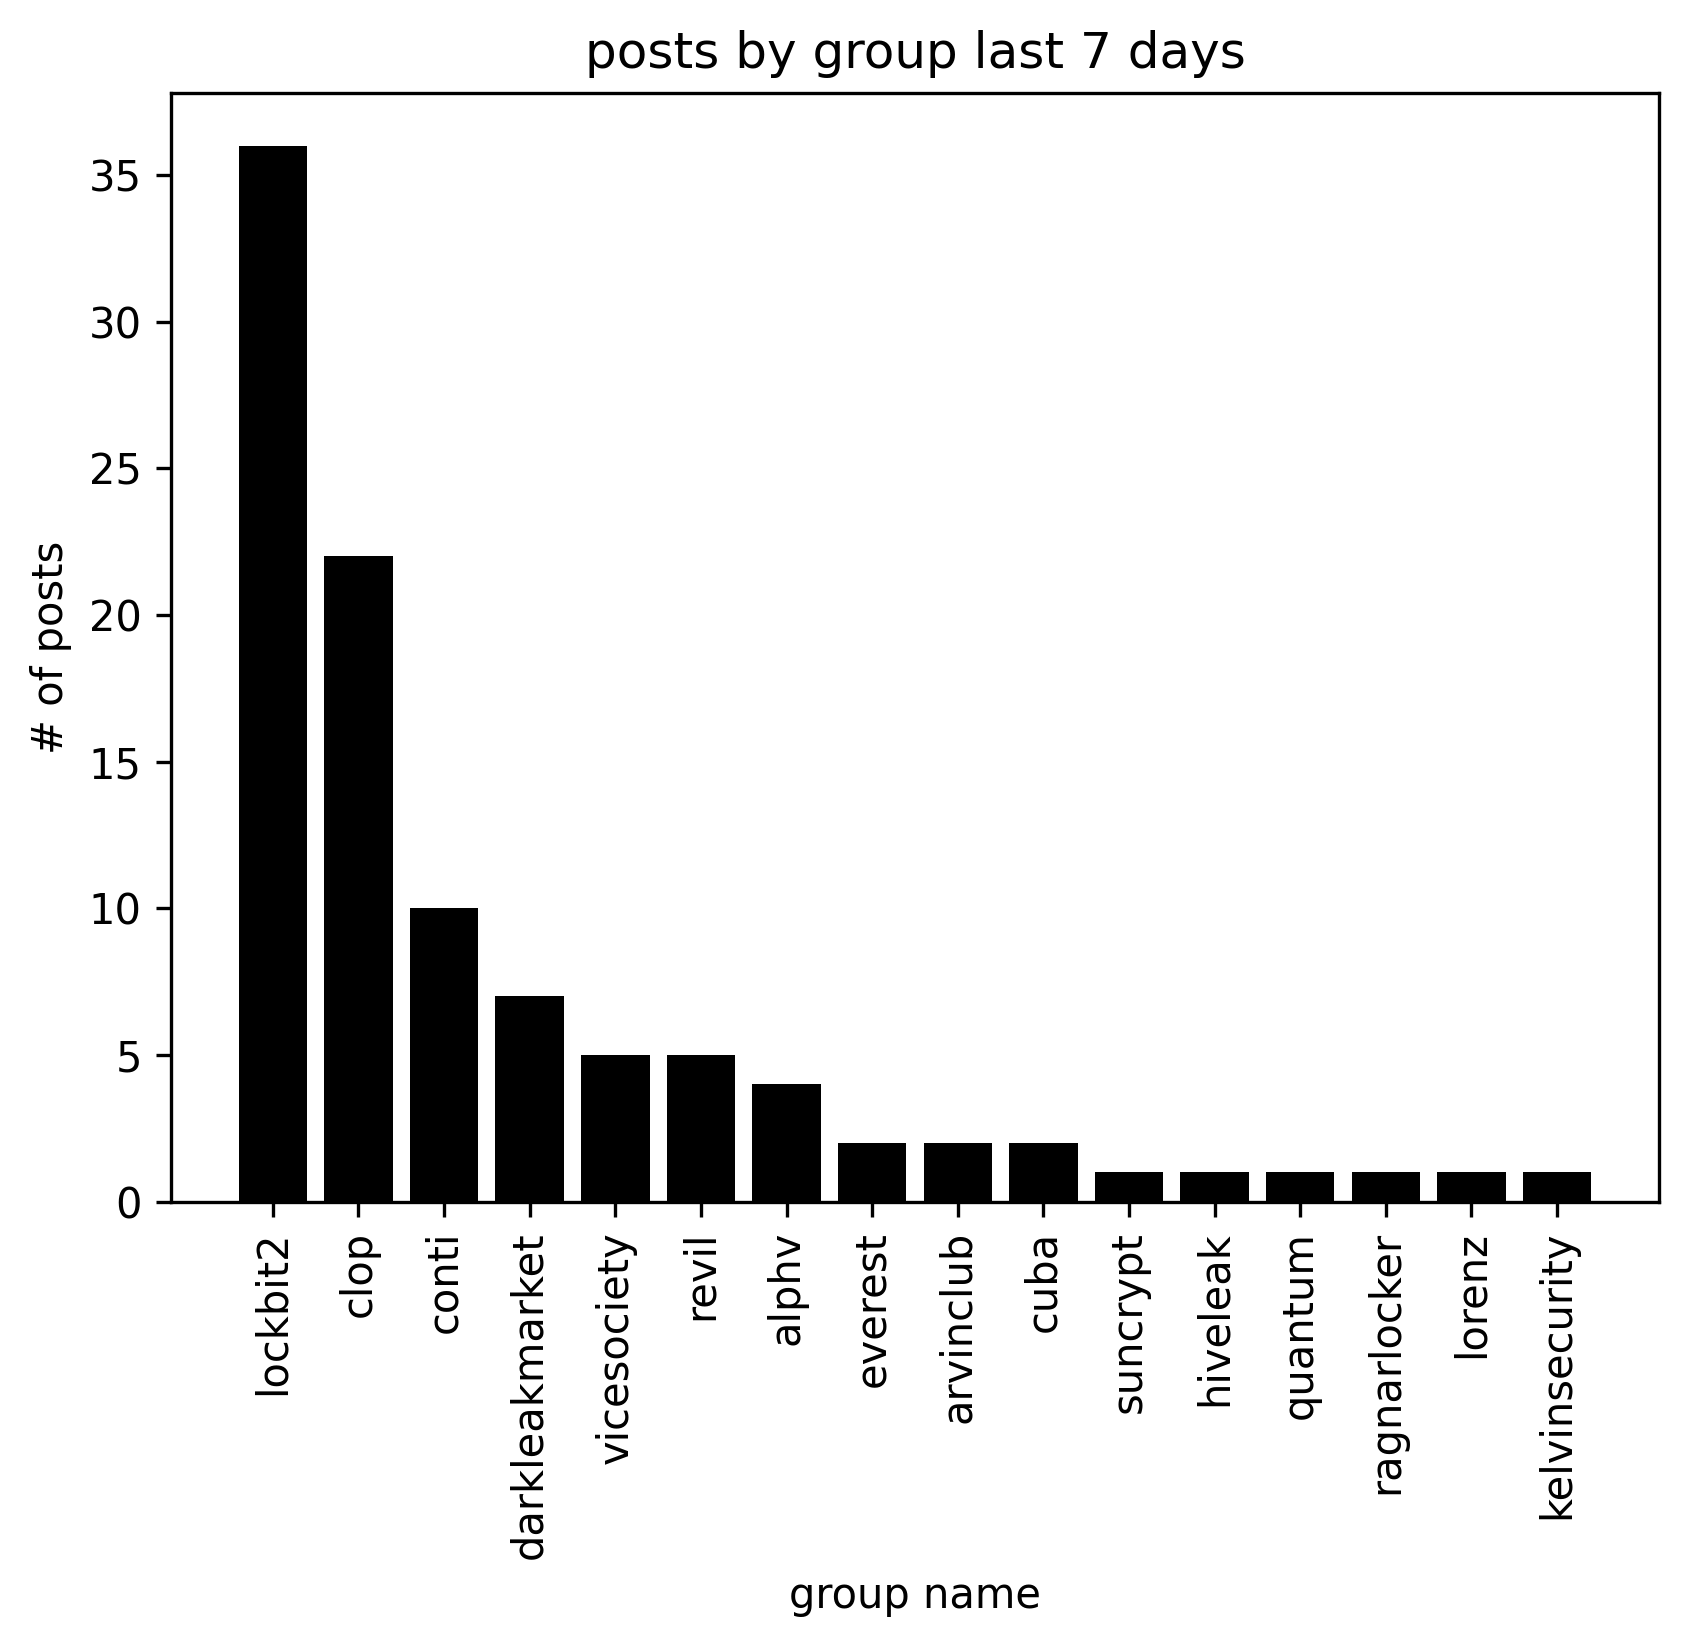 posts by group last 7 days
# of posts
35
30
25
20
15
10
5
0
lockbit2
clop
conti
darkleakmarket
vicesociety
revil
alphv
everest
arvinclub
cuba
suncrypt
hiveleak
quantum
ragnarlocker
lorenz
kelvinsecurity
group name